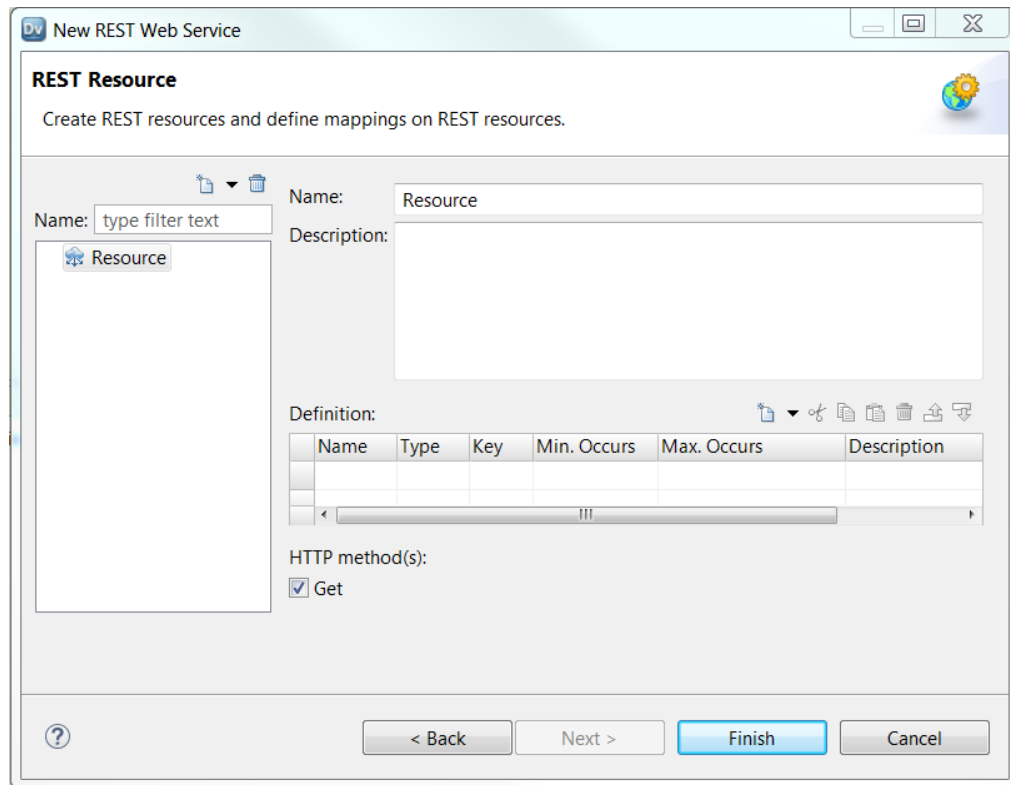 Dv New REST Web Service
REST Resource
Create REST resources and define mappings on REST resources.
Name: type filter text
Resource
Name: Resource
Description:
Definition:
Name Type Key Min. Occurs Max. Occurs Description
HTTP method(s):
Get
? < Back Next > Finish Cancel